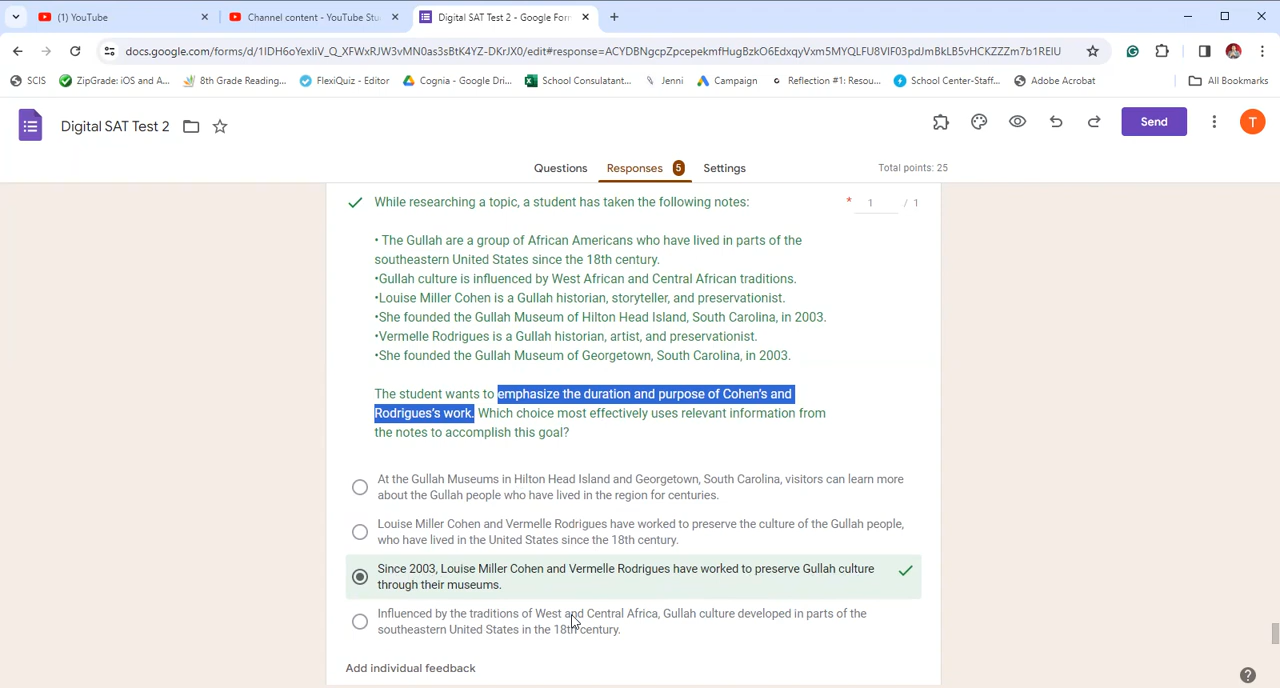 (1) YouTube
Channel content - YouTube Stu
Digital SAT Test 2 - Google For
docs.google.com/forms/d/1IDH6oYexIiV_Q_XFWxRJW3vMN0as3sBtK4YZ-DKrJX0/edit#response=ACYDBNgcpZpcepekmfHugBzkO6EdxqyVxm5MYQLFU8VIF03pdJmBkLB5vHCKZZZm7b1REIU
SCIS
ZipGrade: iOS and A...
8th Grade Reading...
FlexiQuiz - Editor
Cognia - Google Dri...
School Consulatant...
Jenni
Campaign
Reflection #1: Resou...
School Center-Staff...
Adobe Acrobat
All Bookmarks
Digital SAT Test 2
Send
T
Questions
Responses 5
Settings
Total points: 25
While researching a topic, a student has taken the following notes:
* 1 / 1
• The Gullah are a group of African Americans who have lived in parts of the
southeastern United States since the 18th century.
•Gullah culture is influenced by West African and Central African traditions.
•Louise Miller Cohen is a Gullah historian, storyteller, and preservationist.
•She founded the Gullah Museum of Hilton Head Island, South Carolina, in 2003.
•Vermelle Rodrigues is a Gullah historian, artist, and preservationist.
•She founded the Gullah Museum of Georgetown, South Carolina, in 2003.
The student wants to emphasize the duration and purpose of Cohen's and
Rodrigues's work. Which choice most effectively uses relevant information from
the notes to accomplish this goal?
At the Gullah Museums in Hilton Head Island and Georgetown, South Carolina, visitors can learn more
about the Gullah people who have lived in the region for centuries.
Louise Miller Cohen and Vermelle Rodrigues have worked to preserve the culture of the Gullah people,
who have lived in the United States since the 18th century.
Since 2003, Louise Miller Cohen and Vermelle Rodrigues have worked to preserve Gullah culture
through their museums.
Influenced by the traditions of West and Central Africa, Gullah culture developed in parts of the
southeastern United States in the 18th century.
Add individual feedback